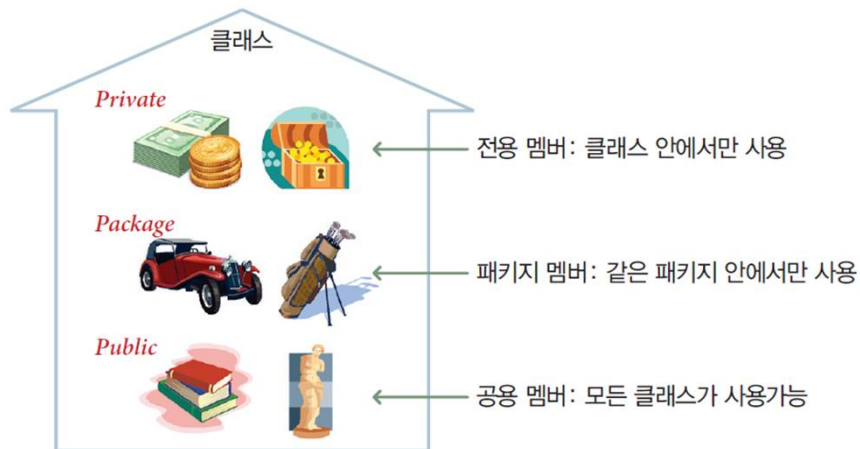 클래스
Private
전용 멤버: 클래스 안에서만 사용
Package
패키지 멤버: 같은 패키지 안에서만 사용
Public
공용 멤버: 모든 클래스가 사용가능